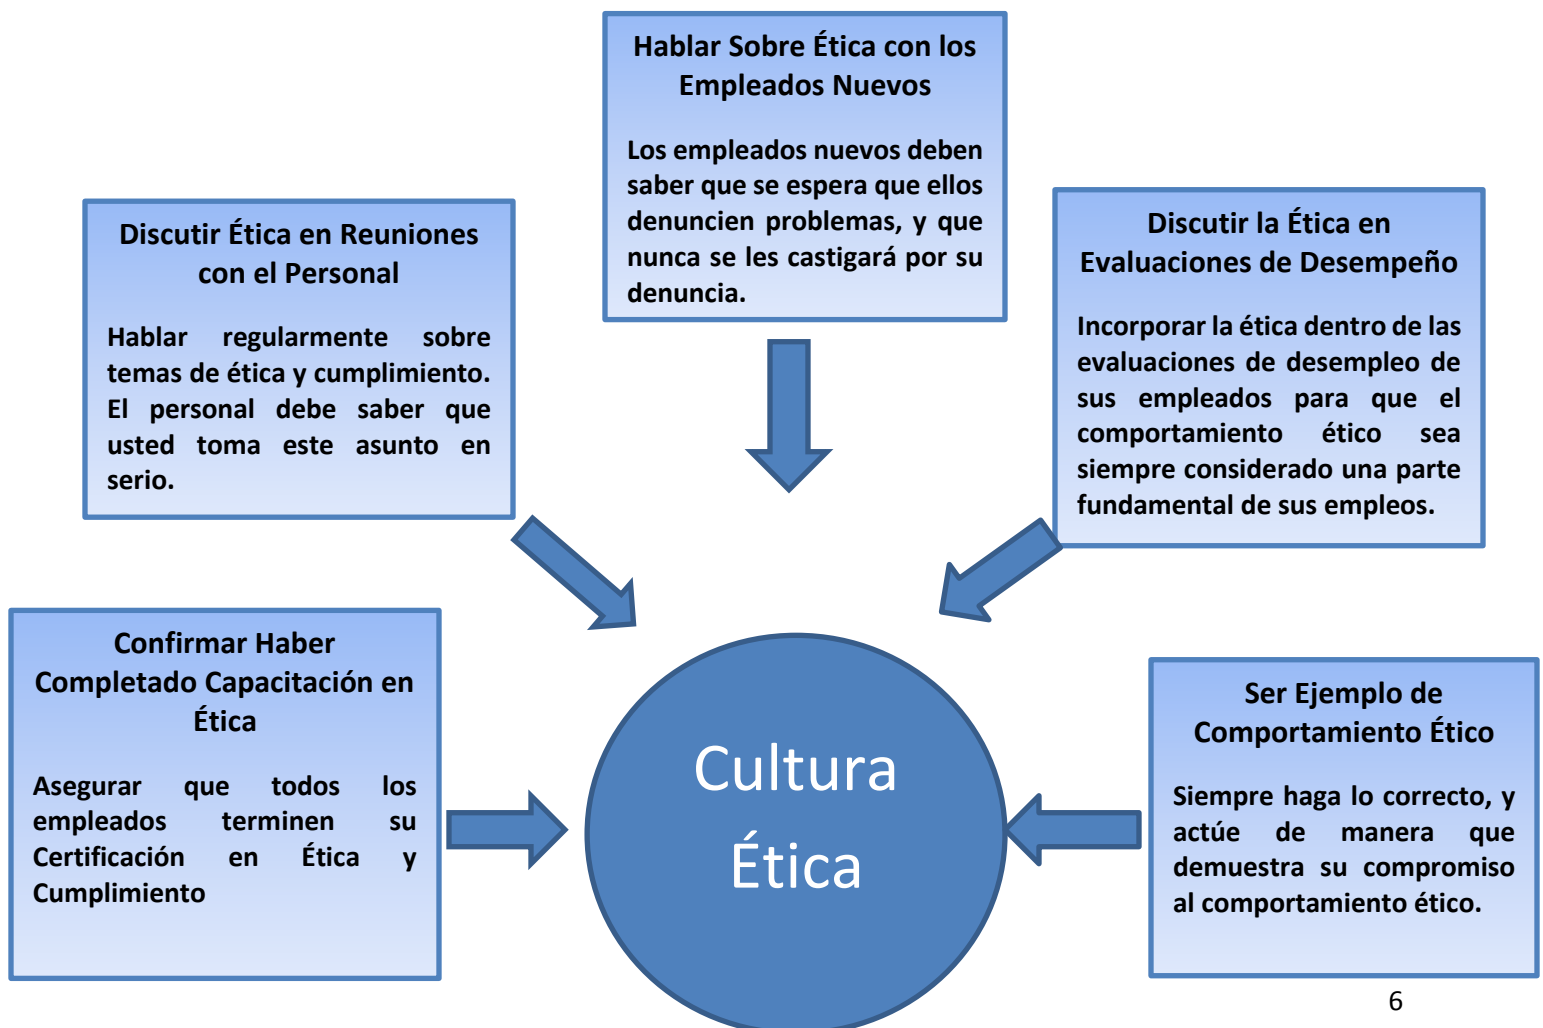 Hablar Sobre Ética con los
Empleados Nuevos
Los empleados nuevos deben
saber que se espera que ellos
denuncien problemas, y que
nunca se les castigará por su
denuncia.
Discutir Ética en Reuniones
con el Personal
Hablar regularmente sobre
temas de ética y cumplimiento.
El personal debe saber que
usted toma este asunto en
serio.
Discutir la Ética en
Evaluaciones de Desempeño
Incorporar la ética dentro de las
evaluaciones de desempleo de
sus empleados para que el
comportamiento ético sea
siempre considerado una parte
fundamental de sus empleos.
Confirmar Haber
Completado Capacitación en
Ética
Asegurar que todos los
empleados terminen su
Certificación en Ética y
Cumplimiento
Cultura
Ética
Ser Ejemplo de
Comportamiento Ético
Siempre haga lo correcto, y
actúe de manera que
demuestra su compromiso
al comportamiento ético.
6